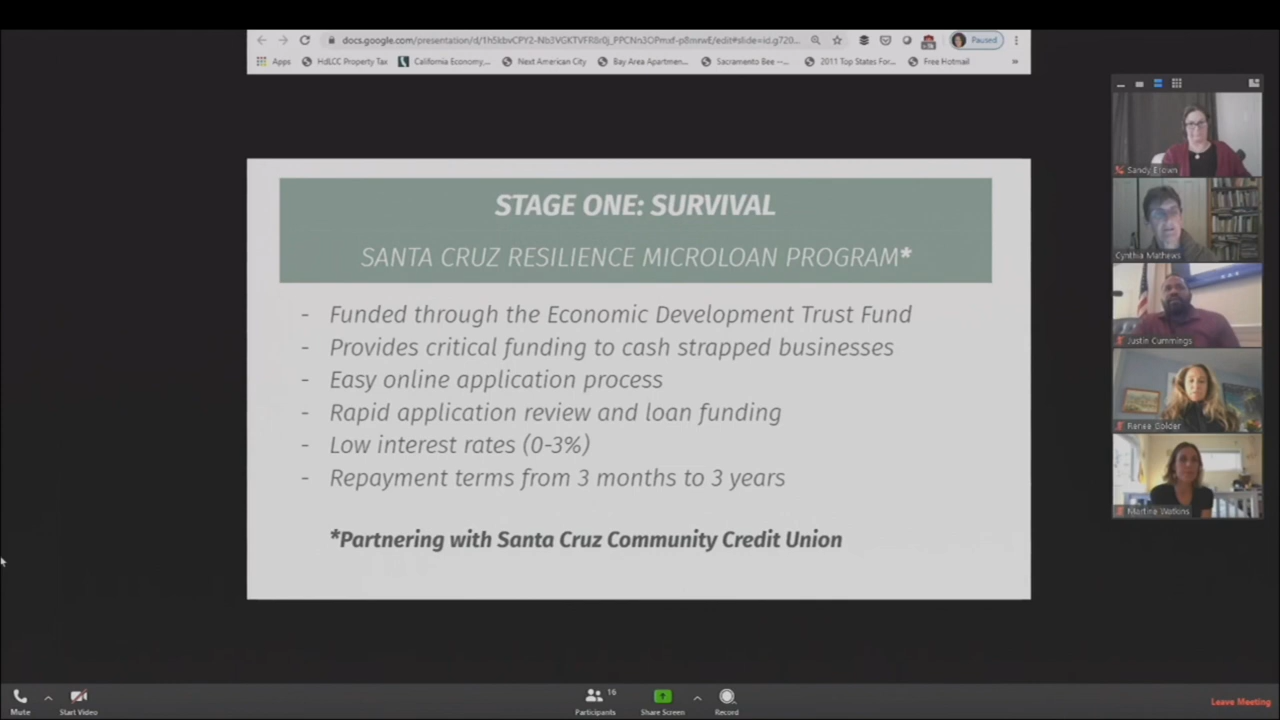 Apps
HdLCC Property Tax
California Economy,...
Next American City
Bay Area Apartmen...
Sacramento Bee --...
2011 Top States For...
Free Hotmail
»
Paused
STAGE ONE: SURVIVAL
SANTA CRUZ RESILIENCE MICROLOAN PROGRAM*
- Funded through the Economic Development Trust Fund
- Provides critical funding to cash strapped businesses
- Easy online application process
- Rapid application review and loan funding
- Low interest rates (0-3%)
- Repayment terms from 3 months to 3 years
*Partnering with Santa Cruz Community Credit Union
Sandy Brown
Cynthia Mathews
Justin Cummings
Renee Golder
Martine Watkins
Mute
Start Video
16
Participants
Share Screen
Record
Leave Meeting